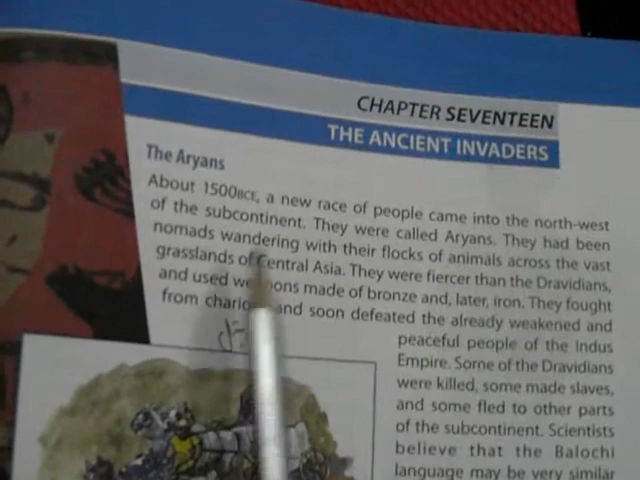 CHAPTER SEVENTEEN
THE ANCIENT INVADERS
The Aryans
About 1500BCE, a new race of people came into the north-west
of the subcontinent. They were called Aryans. They had been
nomads wandering with their flocks of animals across the vast
grasslands of Central Asia. They were fiercer than the Dravidians,
and used weapons made of bronze and, later, iron. They fought
from chariots and soon defeated the already weakened and
peaceful people of the Indus
Empire. Some of the Dravidians
were killed, some made slaves,
and some fled to other parts
of the subcontinent. Scientists
believe that the Balochi
language may be very similar